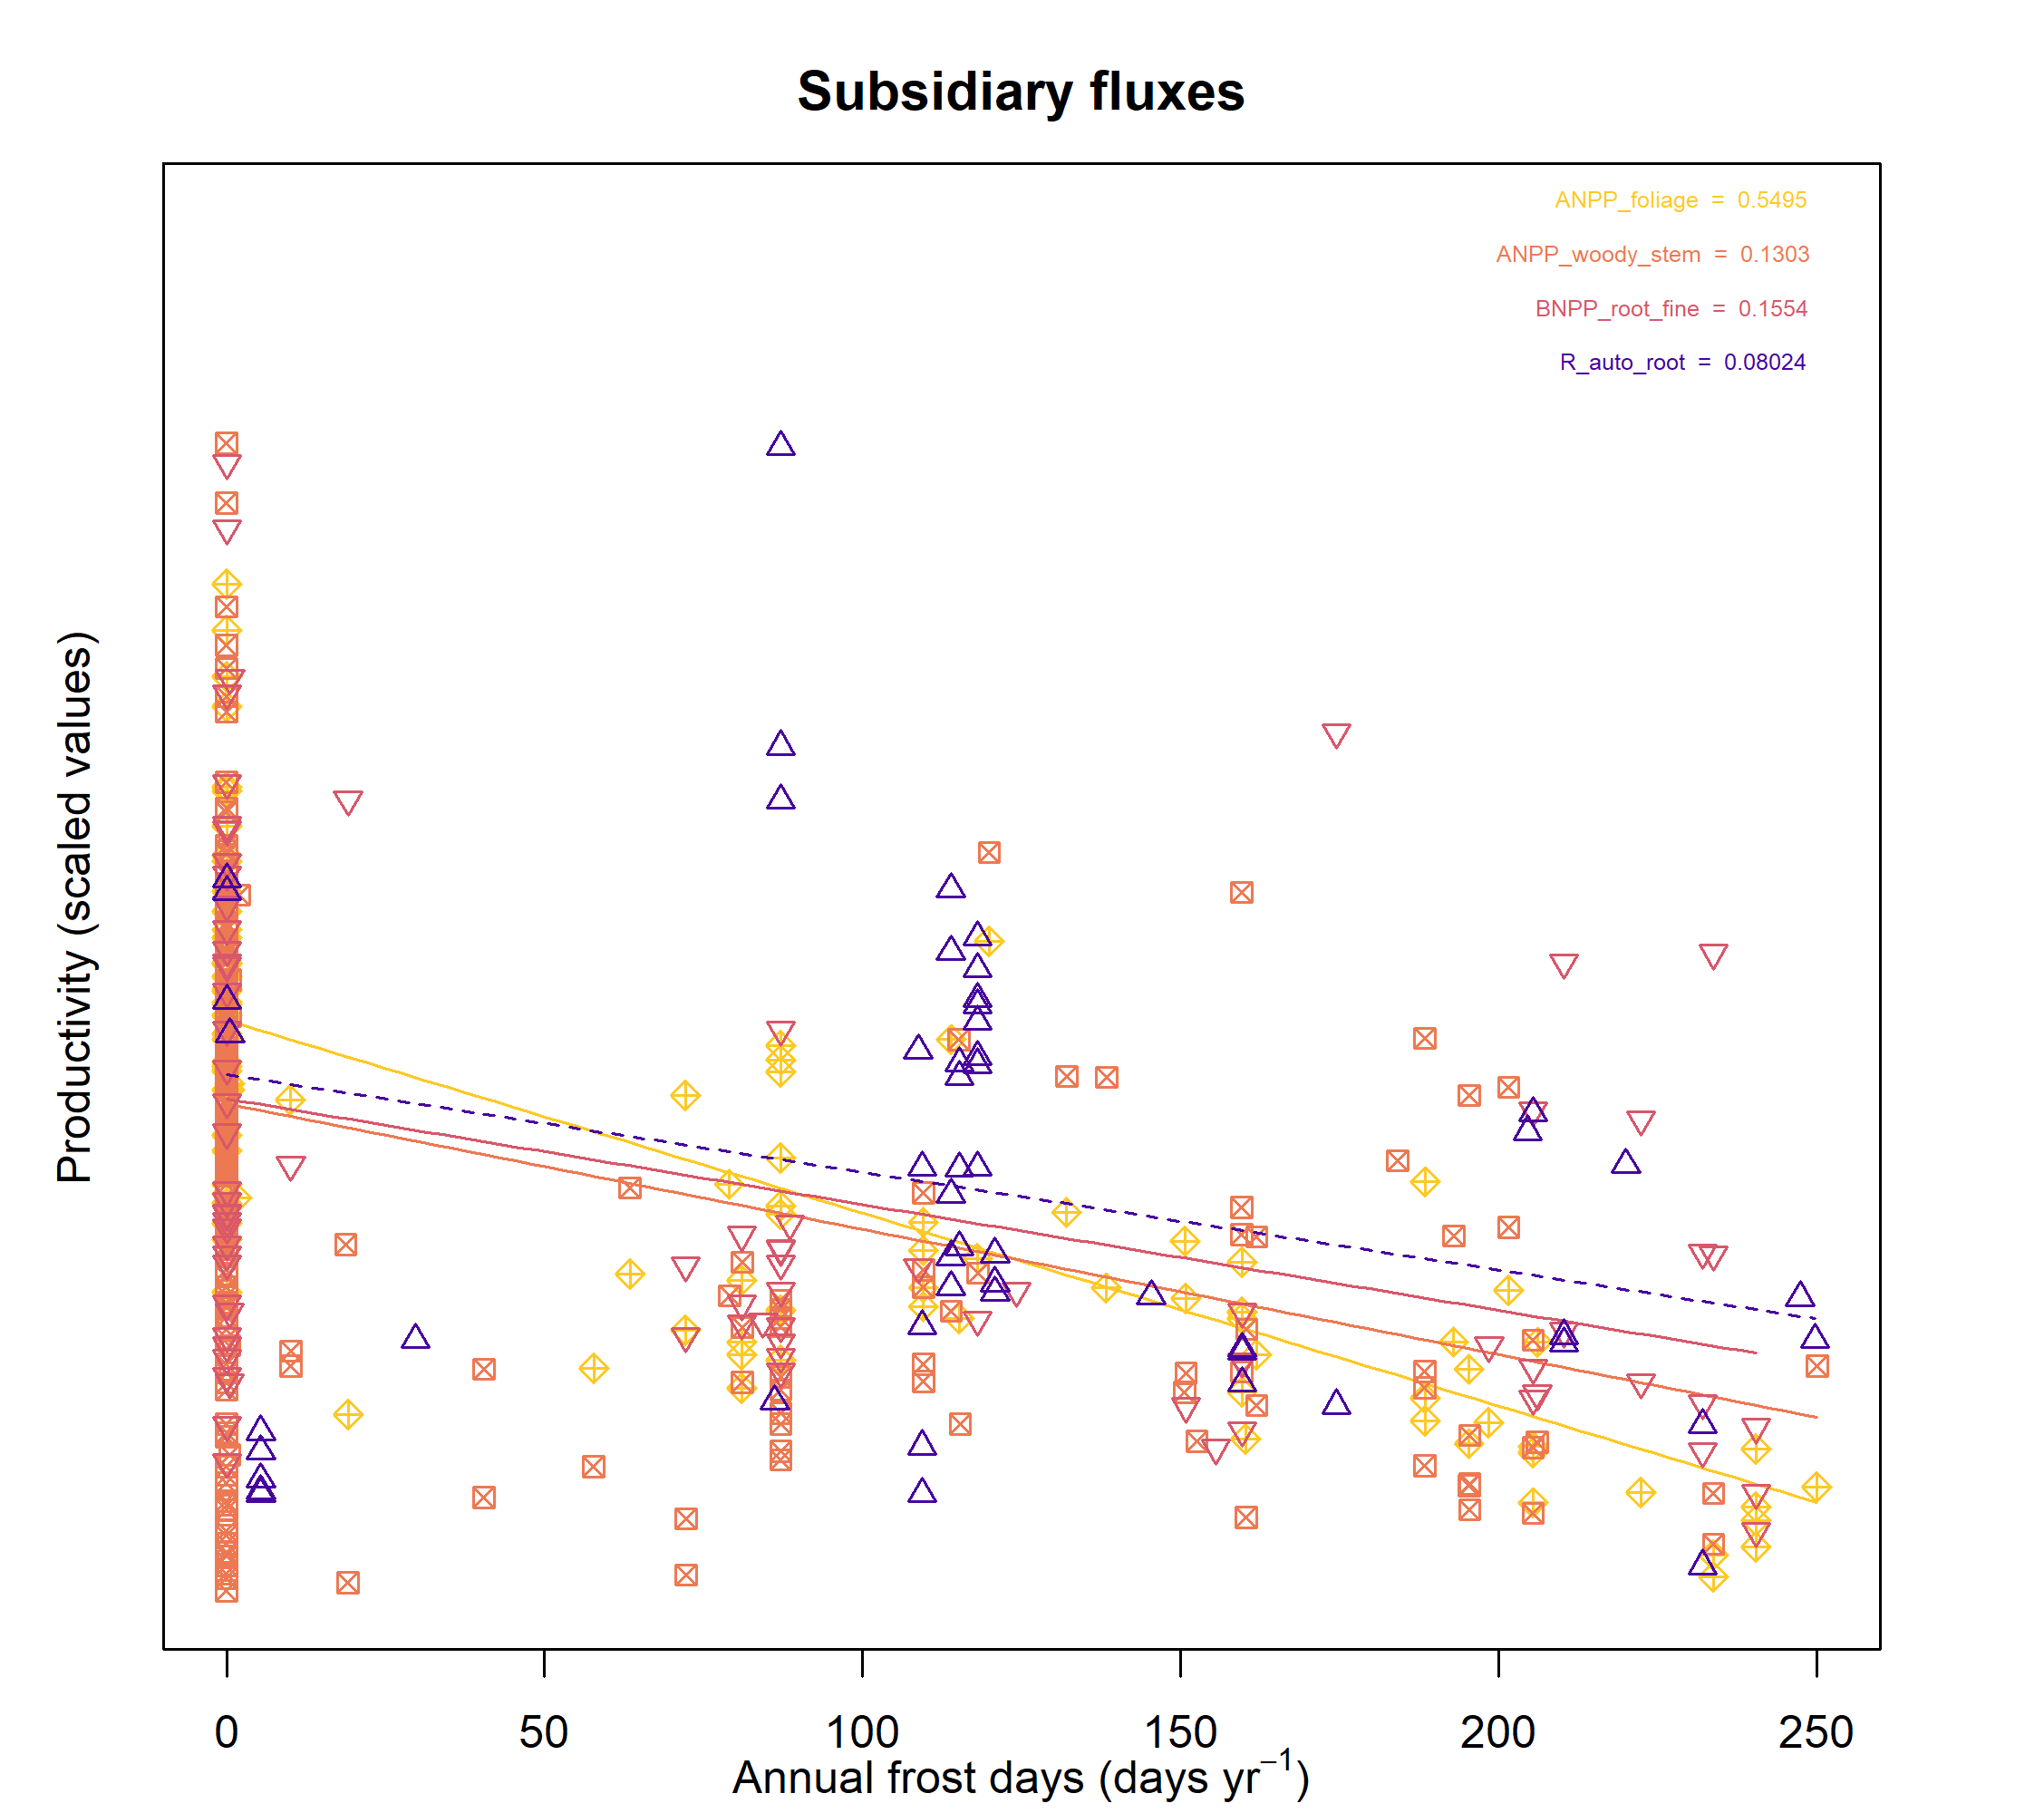 Subsidiary fluxes
ANPP_foliage = 0.5495
ANPP_woody_stem = 0.1303
BNPP_root_fine = 0.1554
R_auto_root = 0.08024
Productivity (scaled values)
0 50 100 150 200 250
Annual frost days (days yr⁻¹)